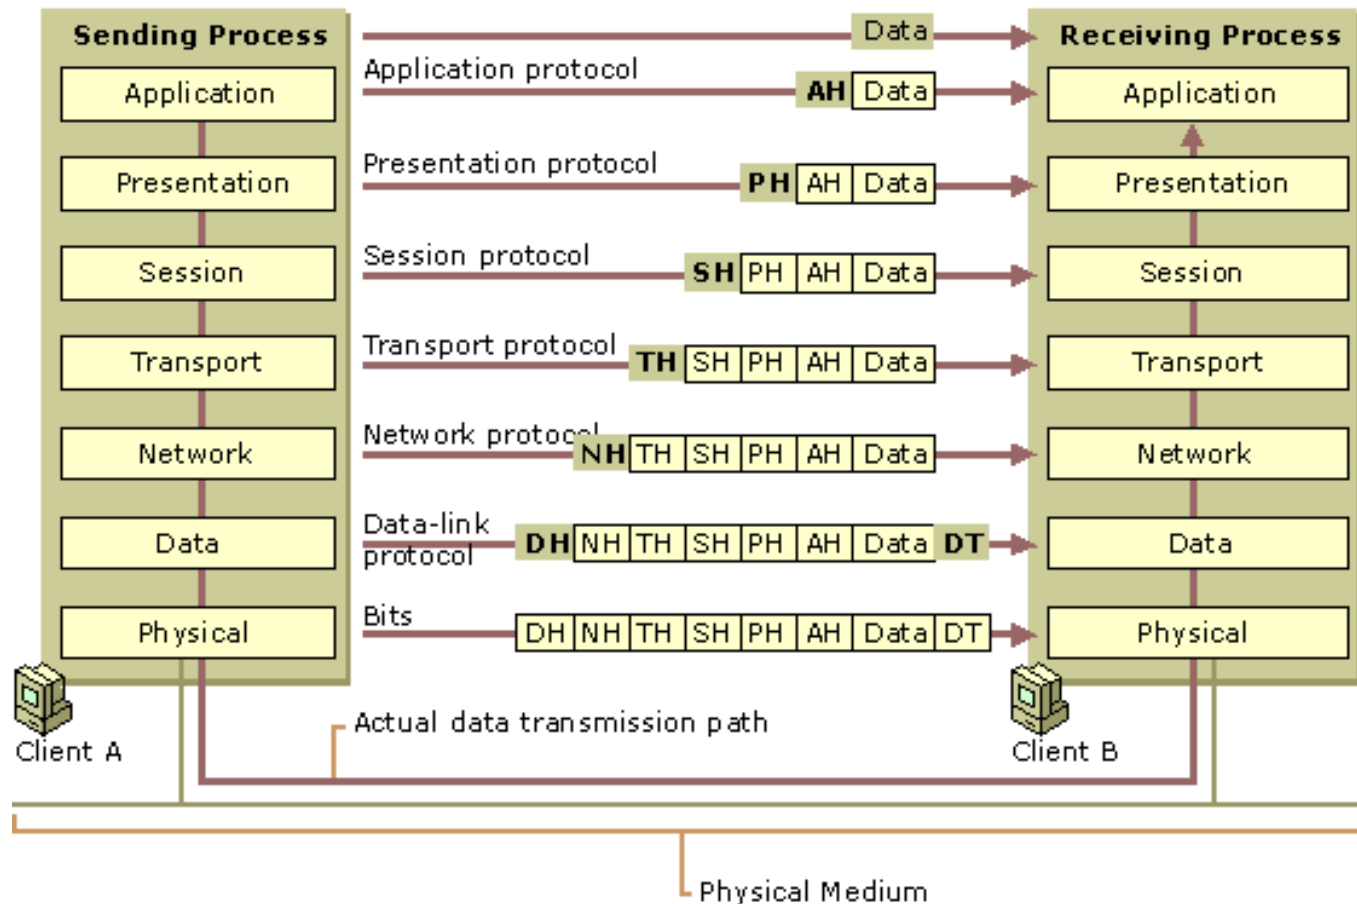 Sending Process
Data
Receiving Process
Application protocol
Application
AH Data
Application
Presentation protocol
Presentation
PH AH Data
Presentation
Session protocol
Session
SH PH AH Data
Session
Transport protocol
Transport
TH SH PH AH Data
Transport
Network protocol
Network
NH TH SH PH AH Data
Network
Data-link
protocol
Data
DH NH TH SH PH AH Data DT
Data
Bits
Physical
DH NH TH SH PH AH Data DT
Physical
Client A
Actual data transmission path
Client B
Physical Medium